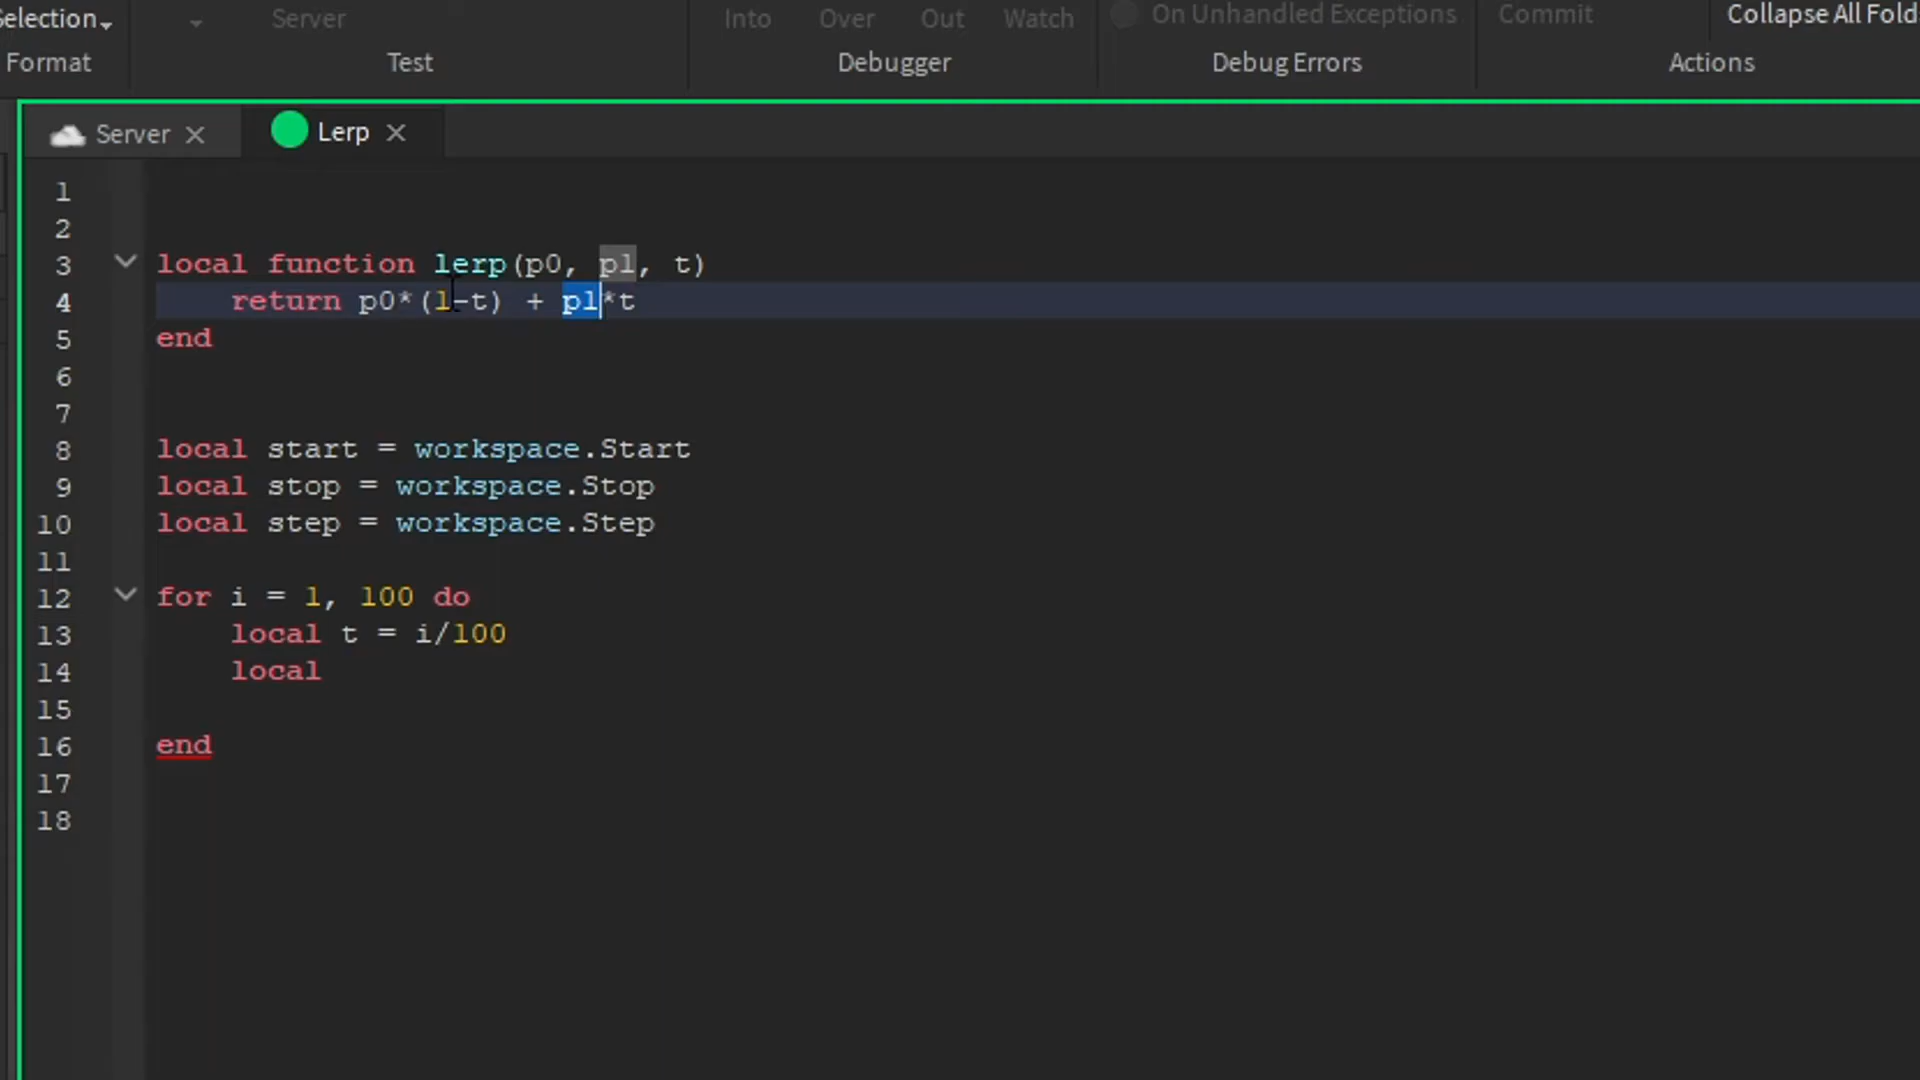 Selection
Server
Into Over Out Watch
On Unhandled Exceptions
Commit
Collapse All Fold
Format
Test
Debugger
Debug Errors
Actions
Server
Lerp
1
2
3 local function lerp(p0, p1, t)
4 return p0*(1-t) + p1*t
5 end
6
7
8 local start = workspace.Start
9 local stop = workspace.Stop
10 local step = workspace.Step
11
12 for i = 1, 100 do
13 local t = i/100
14 local
15
16 end
17
18